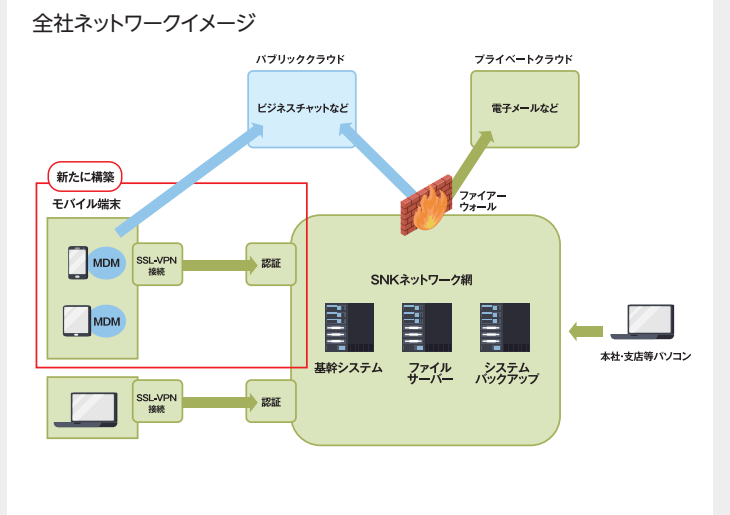 全社ネットワークイメージ
パブリッククラウド
プライベートクラウド
ビジネスチャットなど
電子メールなど
新たに構築
モバイル端末
ファイアー
ウォール
MDM
SSL-VPN
接続
認証
SNKネットワーク網
MDM
基幹システム
ファイル
サーバー
システム
バックアップ
本社・支店等パソコン
SSL-VPN
接続
認証